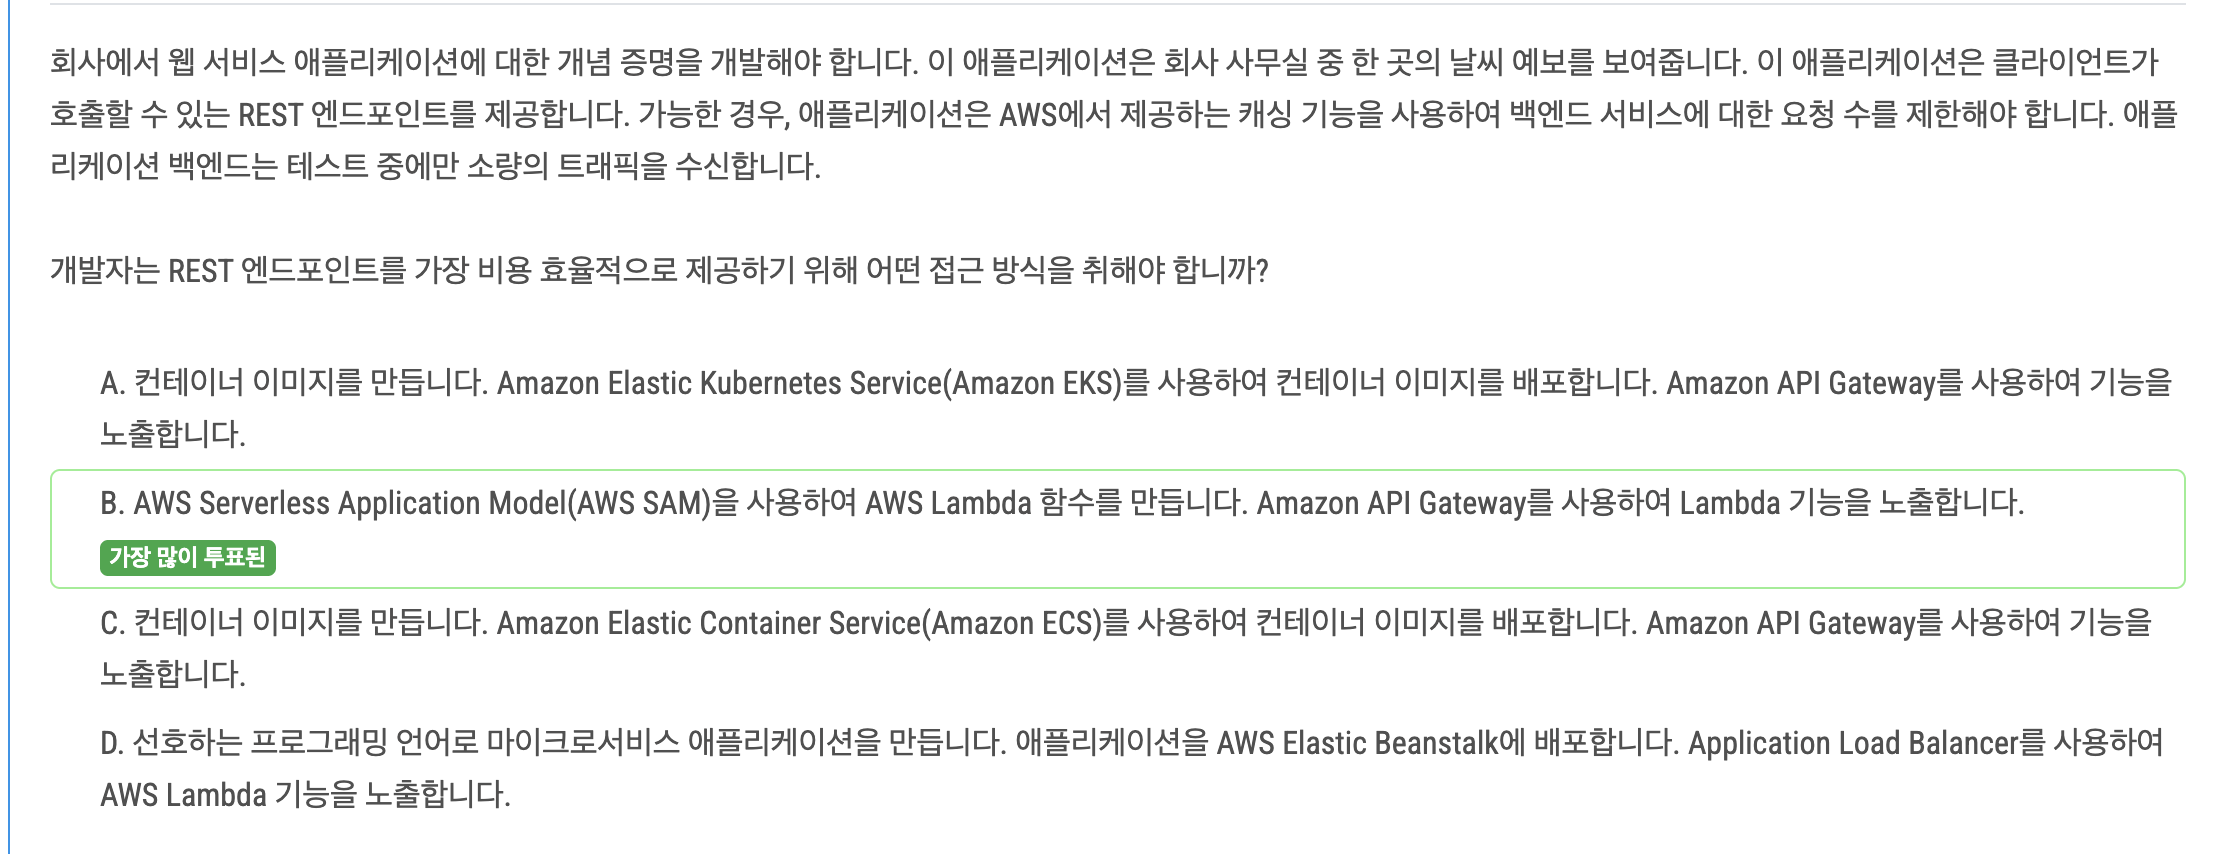 회사에서 웹 서비스 애플리케이션에 대한 개념 증명을 개발해야 합니다. 이 애플리케이션은 회사 사무실 중 한 곳의 날씨 예보를 보여줍니다. 이 애플리케이션은 클라이언트가
호출할 수 있는 REST 엔드포인트를 제공합니다. 가능한 경우, 애플리케이션은 AWS에서 제공하는 캐싱 기능을 사용하여 백엔드 서비스에 대한 요청 수를 제한해야 합니다. 애플
리케이션 백엔드는 테스트 중에만 소량의 트래픽을 수신합니다.
개발자는 REST 엔드포인트를 가장 비용 효율적으로 제공하기 위해 어떤 접근 방식을 취해야 합니까?
A. 컨테이너 이미지를 만듭니다. Amazon Elastic Kubernetes Service(Amazon EKS)를 사용하여 컨테이너 이미지를 배포합니다. Amazon API Gateway를 사용하여 기능을
노출합니다.
B. AWS Serverless Application Model(AWS SAM)을 사용하여 AWS Lambda 함수를 만듭니다. Amazon API Gateway를 사용하여 Lambda 기능을 노출합니다.
가장 많이 투표된
C. 컨테이너 이미지를 만듭니다. Amazon Elastic Container Service(Amazon ECS)를 사용하여 컨테이너 이미지를 배포합니다. Amazon API Gateway를 사용하여 기능을
노출합니다.
D. 선호하는 프로그래밍 언어로 마이크로서비스 애플리케이션을 만듭니다. 애플리케이션을 AWS Elastic Beanstalk에 배포합니다. Application Load Balancer를 사용하여
AWS Lambda 기능을 노출합니다.